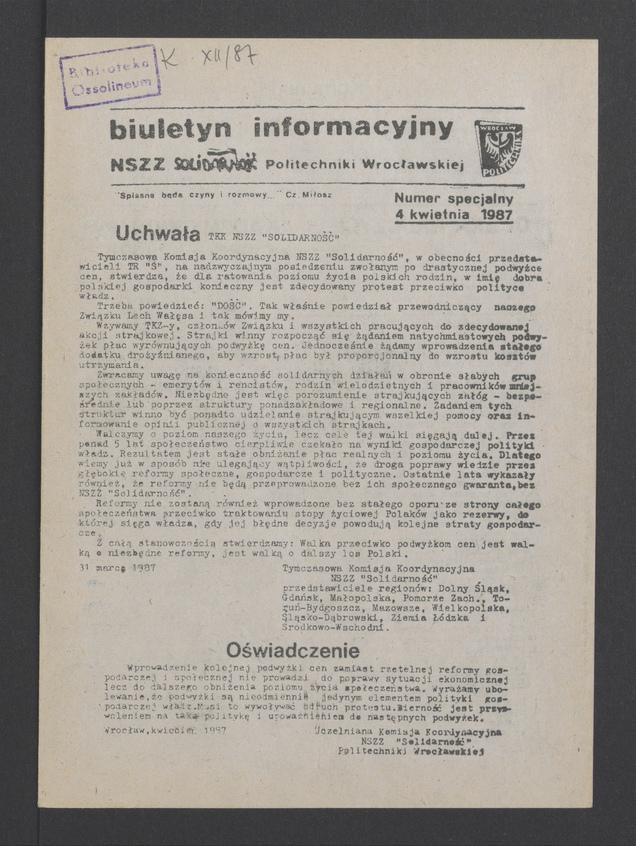 Biblioteka
Ossolineum
K XII/87
biuletyn informacyjny
NSZZ SOLIDARNOŚĆ Politechniki Wrocławskiej
WROCŁAW
POLITECHNIKA
"Spisane będą czyny i rozmowy..." Cz.Miłosz
Numer specjalny
4 kwietnia 1987
Uchwała TKK NSZZ "SOLIDARNOŚĆ"
Tymczasowa Komisja Koordynacyjna NSZZ "Solidarność", w obecności przedsta-
wicieli TR "S", na nadzwyczajnym posiedzeniu zwołanym po drastycznej podwyżce
cen, stwierdza, że dla ratowania poziomu życia polskich rodzin, w imię dobra
polskiej gospodarki konieczny jest zdecydowany protest przeciwko polityce
władz.
Trzeba powiedzieć: "DOŚĆ". Tak właśnie powiedział przewodniczący naszego
Związku Lech Wałęsa i tak mówimy my.
Wzywamy TKZ-y, członków Związku i wszystkich pracujących do zdecydowanej
akcji strajkowej. Strajki winny rozpocząć się żądaniem natychmiastowych podwy-
żek płac wyrównujących podwyżkę cen. Jednocześnie żądamy wprowadzenia stałego
dodatku drożyźnianego, aby wzrost płac był proporcjonalny do wzrostu kosztów
utrzymania.
Zwracamy uwagę na konieczność solidarnych działań w obronie słabych grup
społecznych - emerytów i rencistów, rodzin wielodzietnych i pracowników mniej-
szych zakładów. Niezbędne jest więc porozumienie strajkujących załóg - bezpo-
średnie lub poprzez struktury ponadzakładowe i regionalne. Zadaniem tych
struktur winno być ponadto udzielanie strajkującym wszelkiej pomocy oraz in-
formowanie opinii publicznej o wszystkich strajkach.
Walczymy o poziom naszego życia, lecz cele tej walki sięgają dalej. Przez
ponad 5 lat społeczeństwo cierpliwie czekało na wyniki gospodarczej polityki
władz. Rezultatem jest stałe obniżanie płac realnych i poziomu życia. Dlatego
wiemy już w sposób nie ulegający wątpliwości, że droga poprawy wiedzie przez
głębokie reformy społeczne, gospodarcze i polityczne. Ostatnie lata wykazały
również, że reformy nie będą przeprowadzone bez ich społecznego gwaranta,bez
NSZZ "Solidarność".
Reformy nie zostaną również wprowadzone bez stałego oporu ze strony całego
społeczeństwa przeciwko traktowaniu stopy życiowej Polaków jako rezerwy, do
której sięga władza, gdy jej błędne decyzje powodują kolejne straty gospodar-
cze.
Z całą stanowczością stwierdzamy: Walka przeciwko podwyżkom cen jest wal-
ką o niezbędne reformy, jest walką o dalszy los Polski.
31 marca 1987
Tymczasowa Komisja Koordynacyjna
NSZZ "Solidarność"
przedstawiciele regionów: Dolny Śląsk,
Gdańsk, Małopolska, Pomorze Zach., To-
ruń-Bydgoszcz, Mazowsze, Wielkopolska,
Śląsko-Dąbrowski, Ziemia Łódzka i
Środkowo-Wschodni.
Oświadczenie
Wprowadzenie kolejnej podwyżki cen zamiast rzetelnej reformy gos-
podarczej i społecznej nie prowadzi do poprawy sytuacji ekonomicznej
lecz do dalszego obniżenia poziomu życia społeczeństwa. Wyrażamy ubo-
lewanie,że podwyżki są nieodmiennie jedynym elementem polityki gos-
podarczej władz.Musi to wywoływać odruch protestu.Bierność jest przyz-
woleniem na taką politykę i upoważnieniem do następnych podwyżek.
Wrocław,kwiecień 1987
Uczelniana Komisja Koordynacyjna
NSZZ "Solidarność"
Politechniki Wrocławskiej